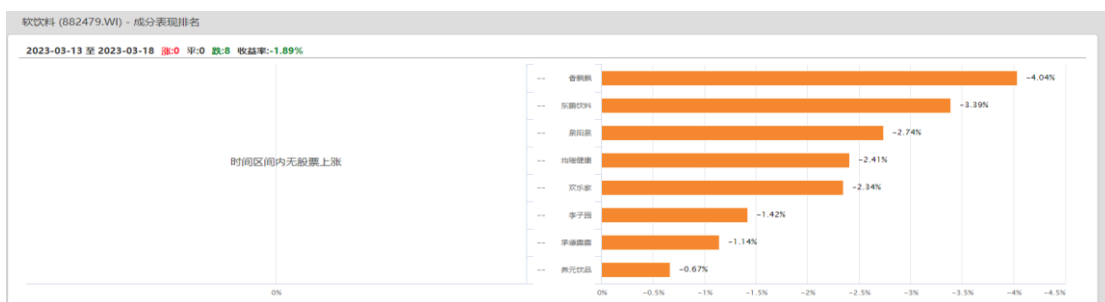 软饮料 (882479.WI) - 成分表现排名
2023-03-13 至 2023-03-18 涨:0 平:0 跌:8 收益率:-1.89%
时间区间内无股票上涨
0%
-- 香飘飘 -4.04%
-- 东鹏饮料 -3.39%
-- 泉阳泉 -2.74%
-- 均瑶健康 -2.41%
-- 欢乐家 -2.34%
-- 李子园 -1.42%
-- 承德露露 -1.14%
-- 养元饮品 -0.67%
0% -0.5% -1% -1.5% -2% -2.5% -3% -3.5% -4% -4.5%